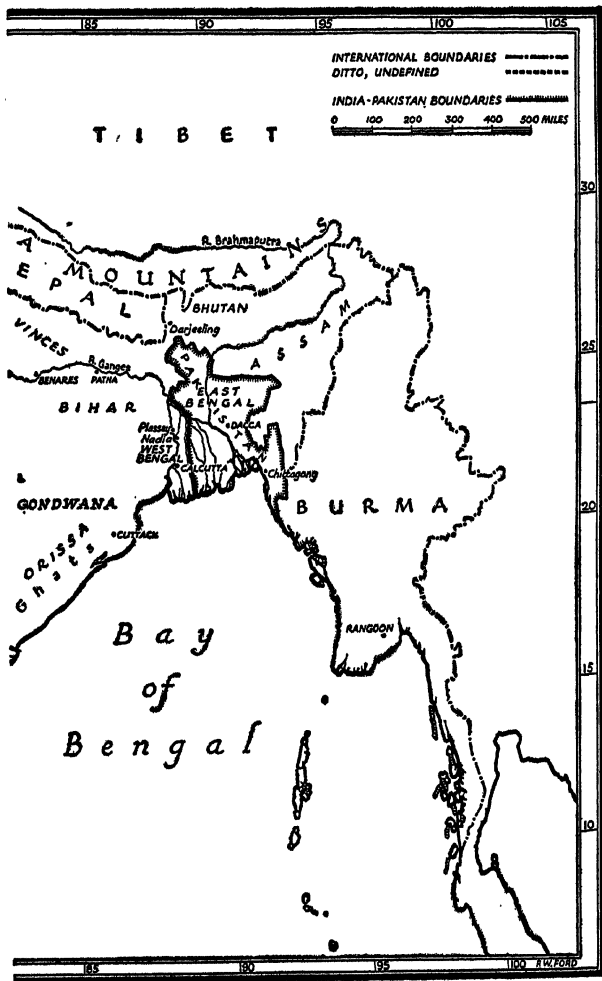 85 90 95 100 105
INTERNATIONAL BOUNDARIES
DITTO, UNDEFINED
INDIA-PAKISTAN BOUNDARIES
0 100 200 300 400 500 MILES
TIBET
30
R. Brahmaputra
A MOUNTAINS
EPAL
BHUTAN
VINCES
Darjeeling
ASSAM
25
R. Ganges
BENARES
PATNA
PAKISTAN
EAST
BENGAL
BIHAR
DACCA
Plassey
Nadia
WEST
BENGAL
CALCUTTA
Chittagong
GONDWANA
BURMA
20
ORISSA
Ghats
CUTTACK
RANGOON
Bay
of
Bengal
15
10
85 90 95 100
R.W.FORD